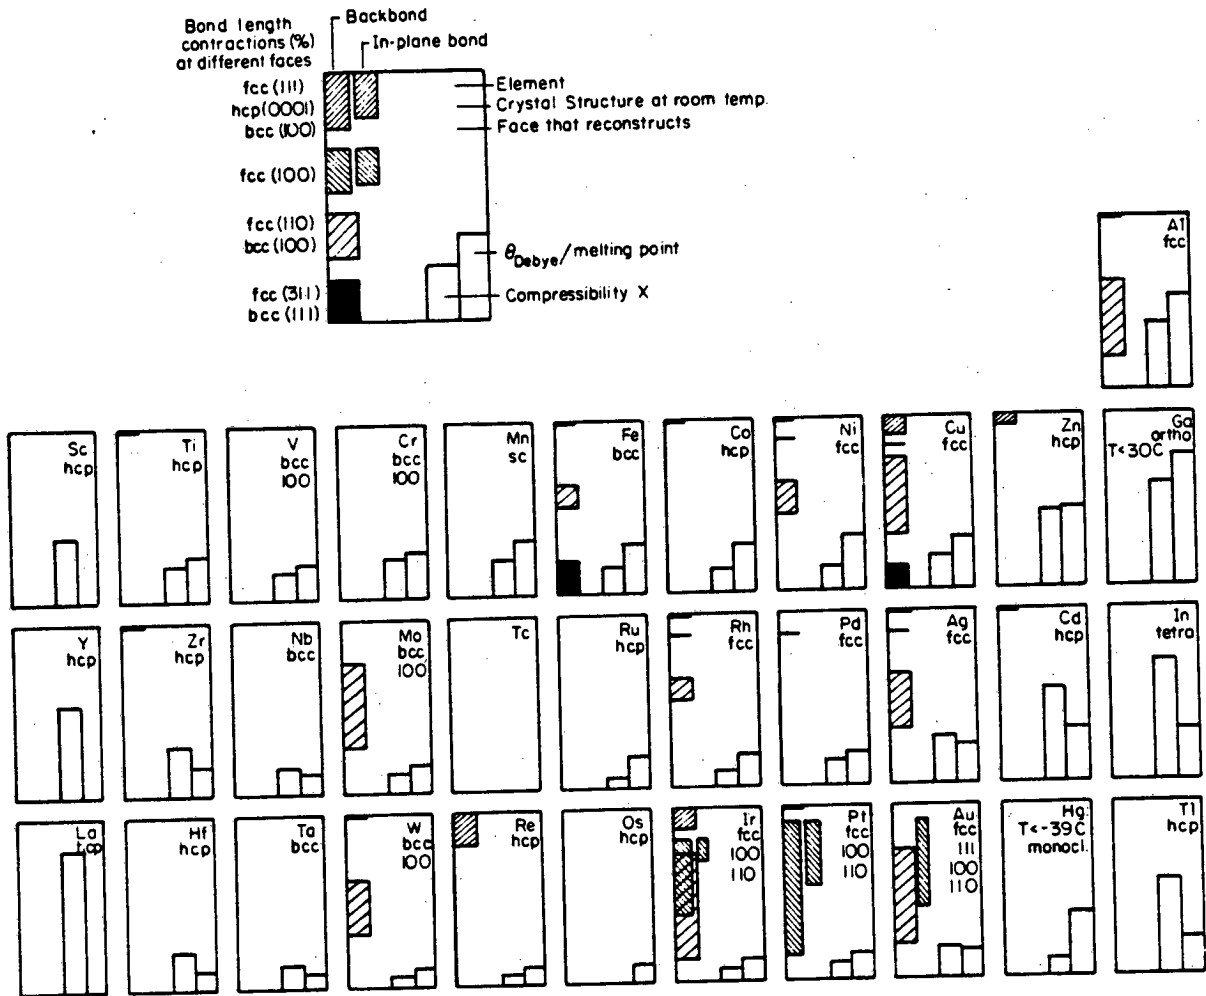 Bond length
contractions (%)
at different faces
Backbond
In-plane bond
fcc (111)
hcp (0001)
bcc (100)
fcc (100)
fcc (110)
bcc (100)
fcc (311)
bcc (111)
Element
Crystal Structure at room temp.
Face that reconstructs
θDebye/melting point
Compressibility X
Al
fcc
Sc
hcp
Ti
hcp
V
bcc
100
Cr
bcc
100
Mn
sc
Fe
bcc
Co
hcp
Ni
fcc
Cu
fcc
Zn
hcp
Ga
ortho
T<30C
Y
hcp
Zr
hcp
Nb
bcc
Mo
bcc
100
Tc
Ru
hcp
Rh
fcc
Pd
fcc
Ag
fcc
Cd
hcp
In
tetra
La
Hf
hcp
Ta
bcc
W
bcc
100
Re
hcp
Os
hcp
Ir
fcc
100
110
Pt
fcc
100
110
Au
fcc
111
100
110
Hg
T<-39C
monocl.
Tl
hcp